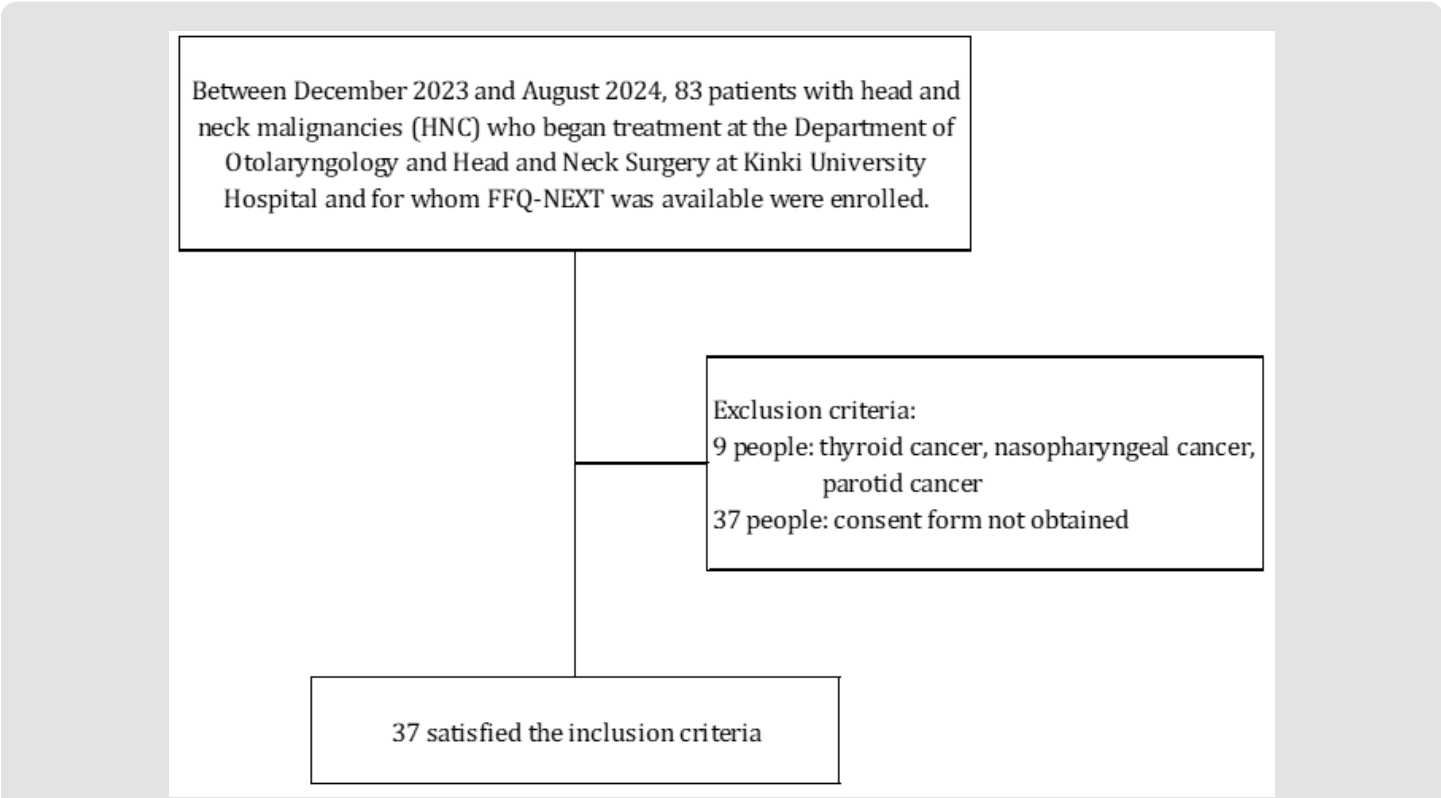 Between December 2023 and August 2024, 83 patients with head and
neck malignancies (HNC) who began treatment at the Department of
Otolaryngology and Head and Neck Surgery at Kinki University
Hospital and for whom FFQ-NEXT was available were enrolled.
Exclusion criteria:
9 people: thyroid cancer, nasopharyngeal cancer,
parotid cancer
37 people: consent form not obtained
37 satisfied the inclusion criteria